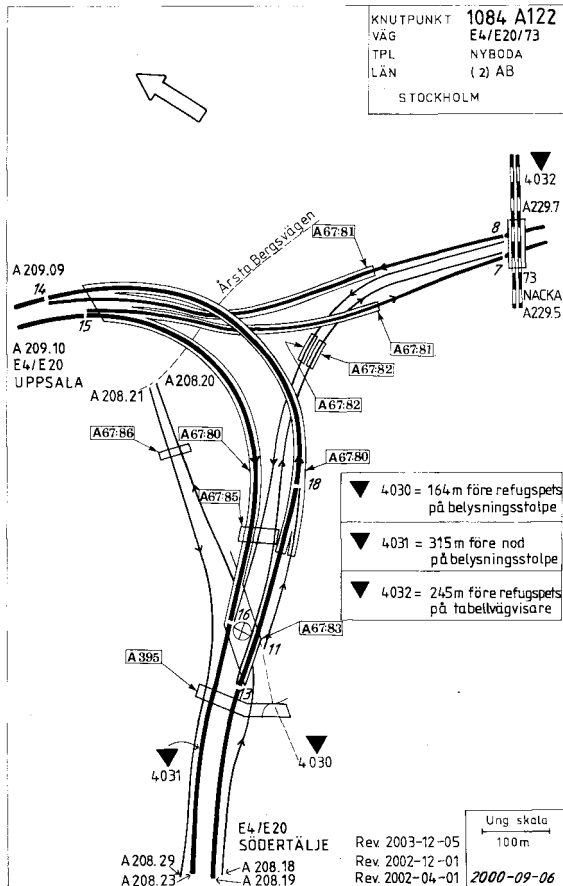 KNUTPUNKT 1084 A122
VÄG E4/E20/73
TPL NYBODA
LÄN (2) AB
STOCKHOLM
4032
A229.7
8
7
73
NACKA
A229.5
A67:81
Årsta Bergsvägen
A 209.09
14
15
A 209.10
E4/E20
UPPSALA
A67:81
A67:82
A67:82
A 208.20
A 208.21
A67:86
A67:80
A67:80
18
A67:85
4030 = 164m före refugspets
på belysningsstolpe
4031 = 315m före nod
på belysningsstolpe
4032 = 245m före refugspets
på tabellvägvisare
16
A67:83
11
A395
13
4031
4030
E4/E20
SÖDERTÄLJE
A 208.29
A 208.23
A 208.18
A 208.19
Rev. 2003-12-05
Rev. 2002-12-01
Rev. 2002-04-01
Ung skala
100m
2000-09-06